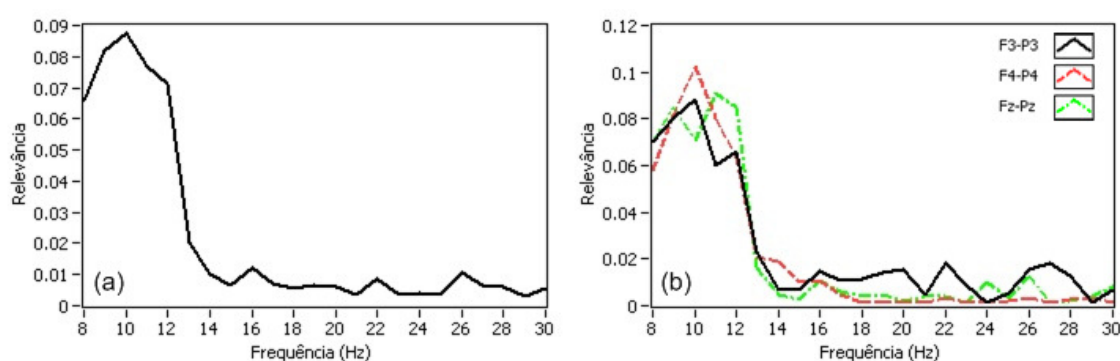 0.09
0.08
0.07
0.06
0.05
0.04
0.03
0.02
0.01
0
Relevância
(a)
8 10 12 14 16 18 20 22 24 26 28 30
Frequência (Hz)
0.12
0.1
0.08
0.06
0.04
0.02
0
Relevância
F3-P3
F4-P4
Fz-Pz
(b)
8 10 12 14 16 18 20 22 24 26 28 30
Frequência (Hz)